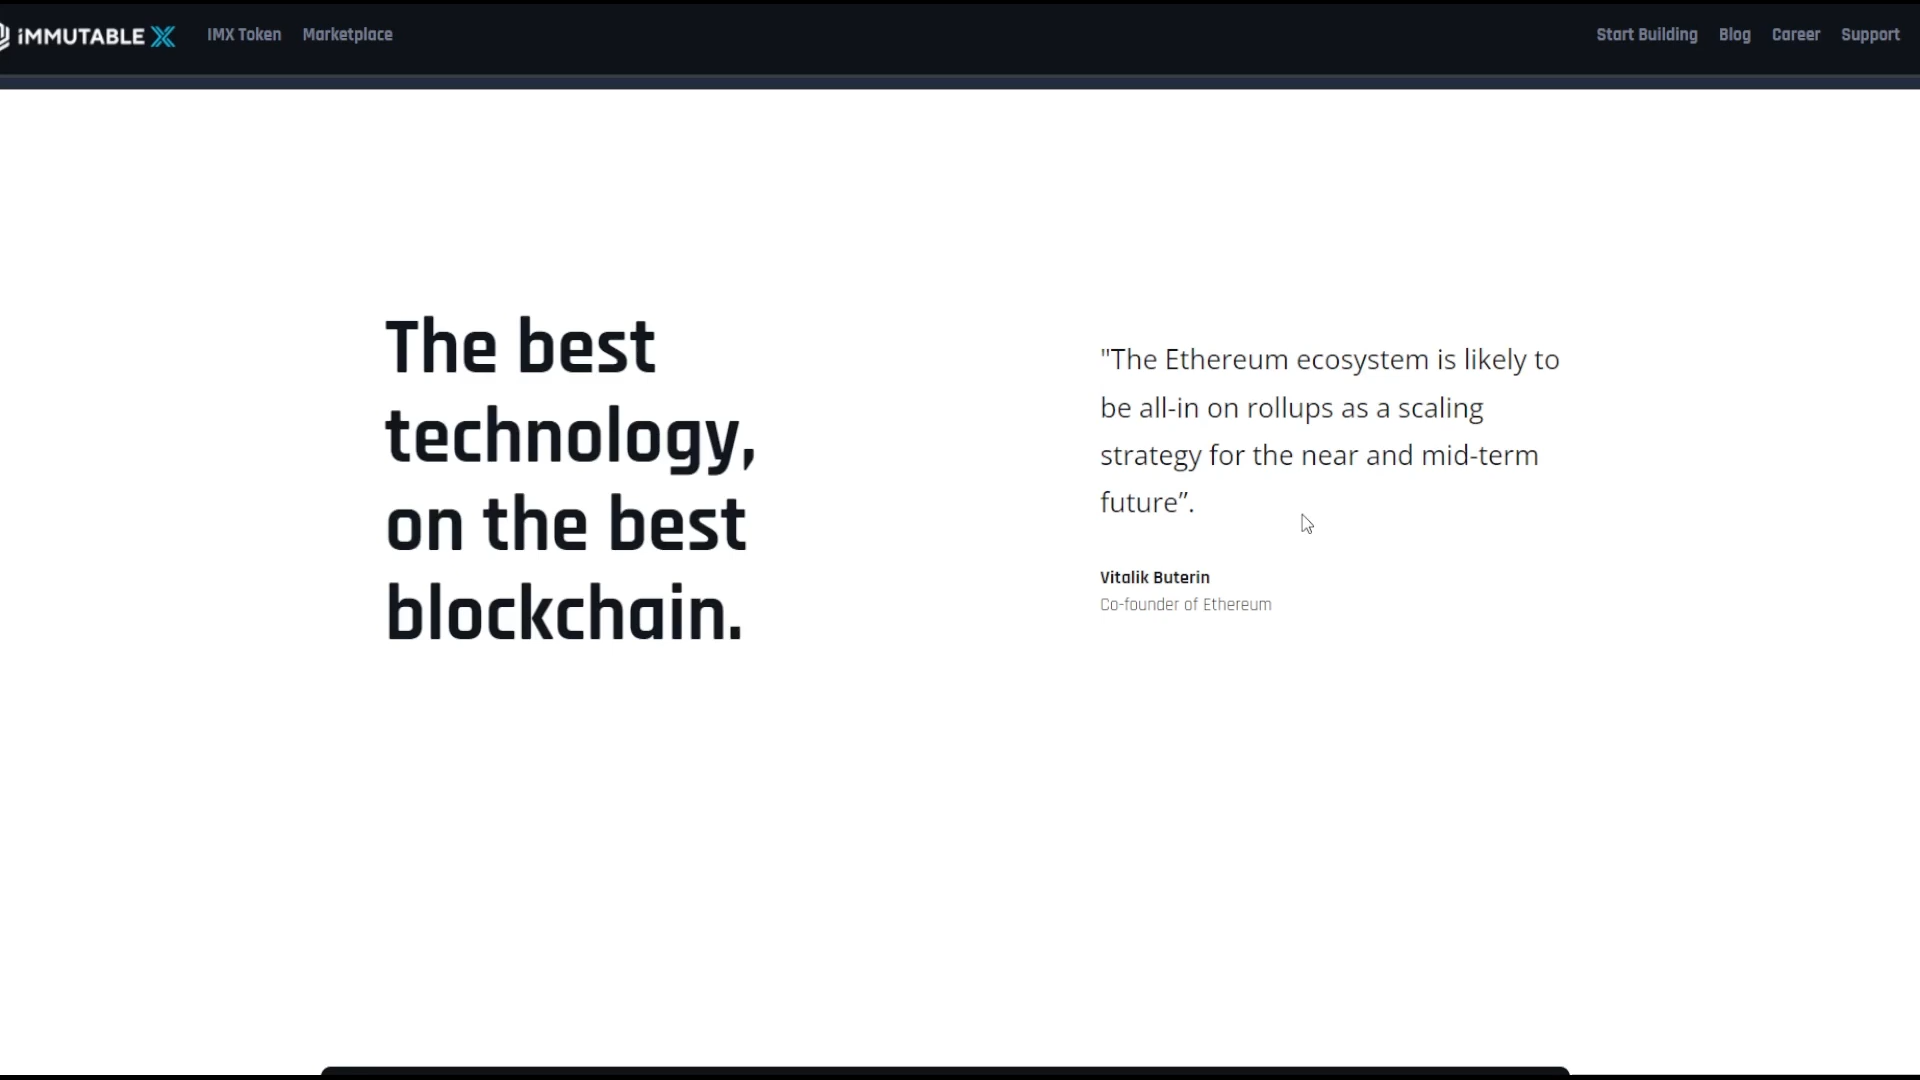 iMMUTABLE X IMX Token Marketplace Start Building Blog Career Support
The best
technology,
on the best
blockchain.
"The Ethereum ecosystem is likely to
be all-in on rollups as a scaling
strategy for the near and mid-term
future”.
Vitalik Buterin
Co-founder of Ethereum